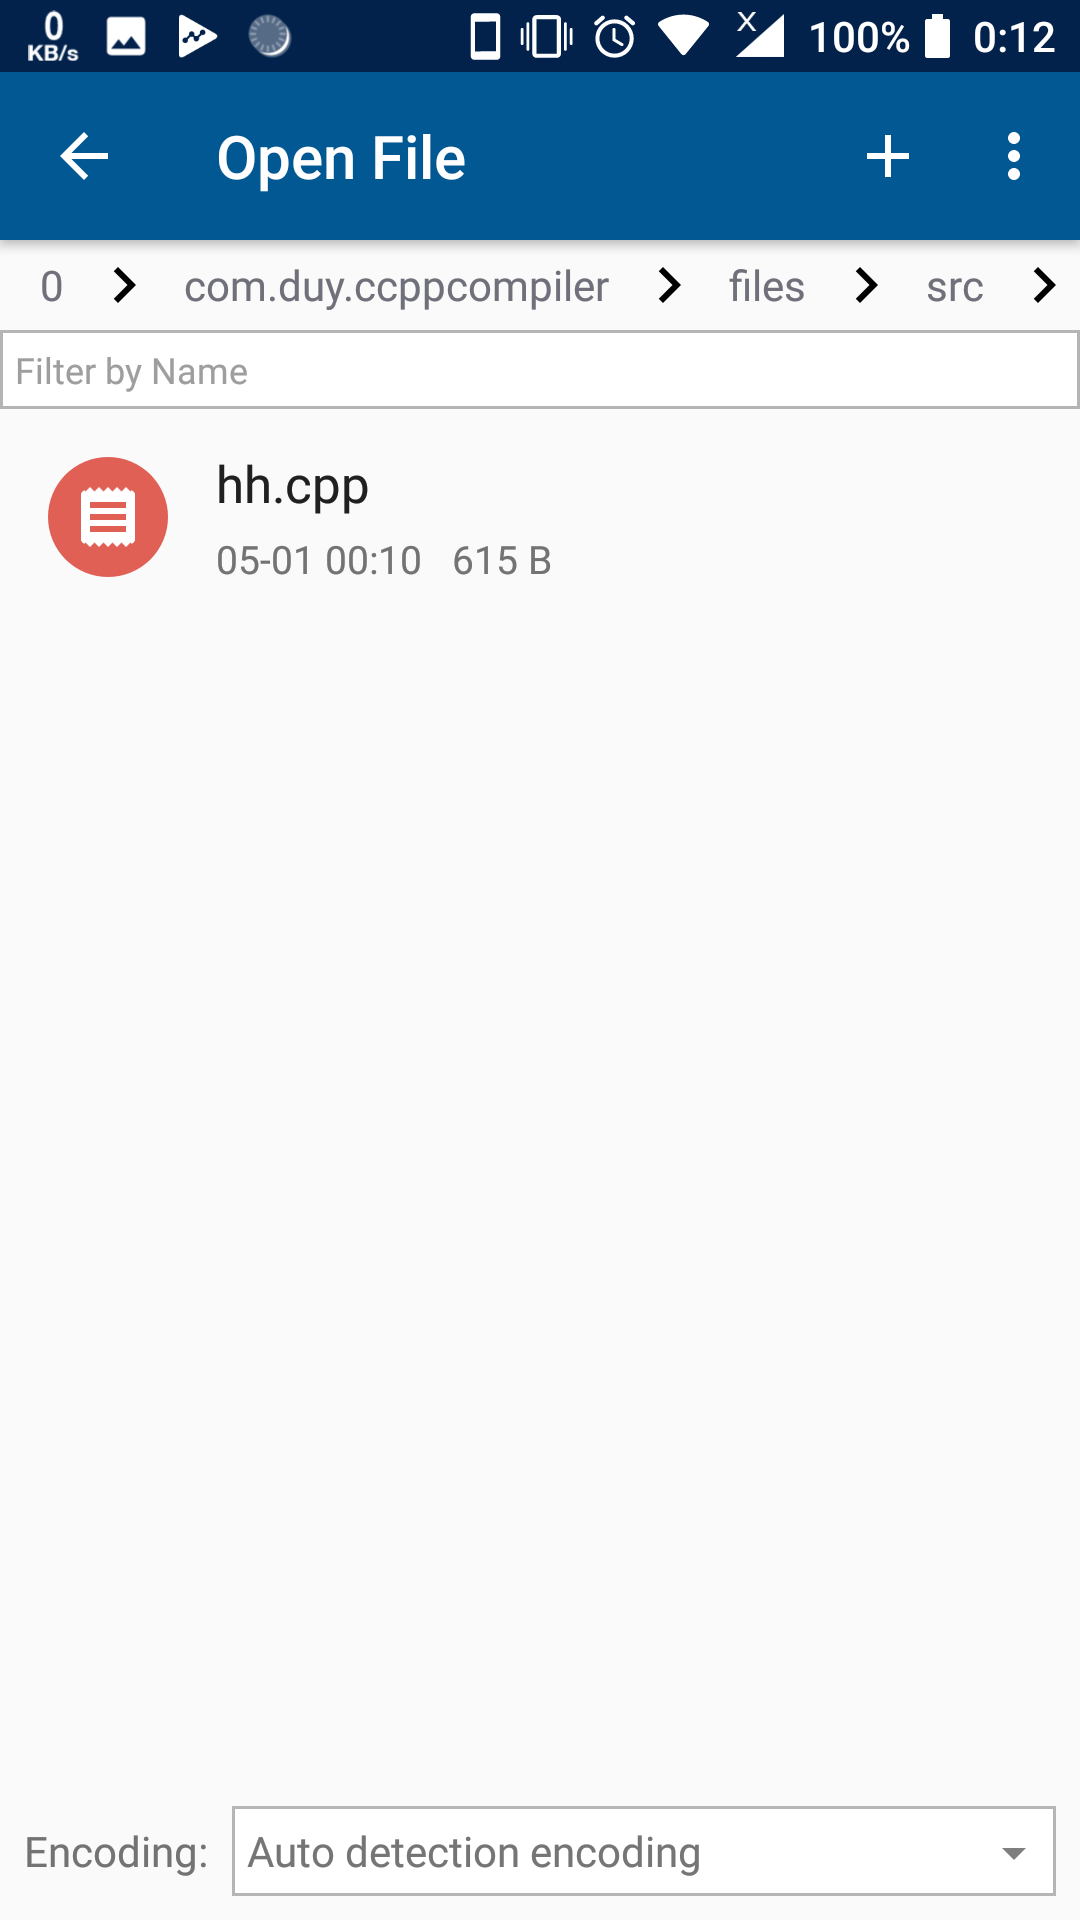 0
KB/s
X
100%
0:12
Open File
0 com.duy.ccppcompiler files src
Filter by Name
hh.cpp
05-01 00:10 615 B
Encoding: Auto detection encoding